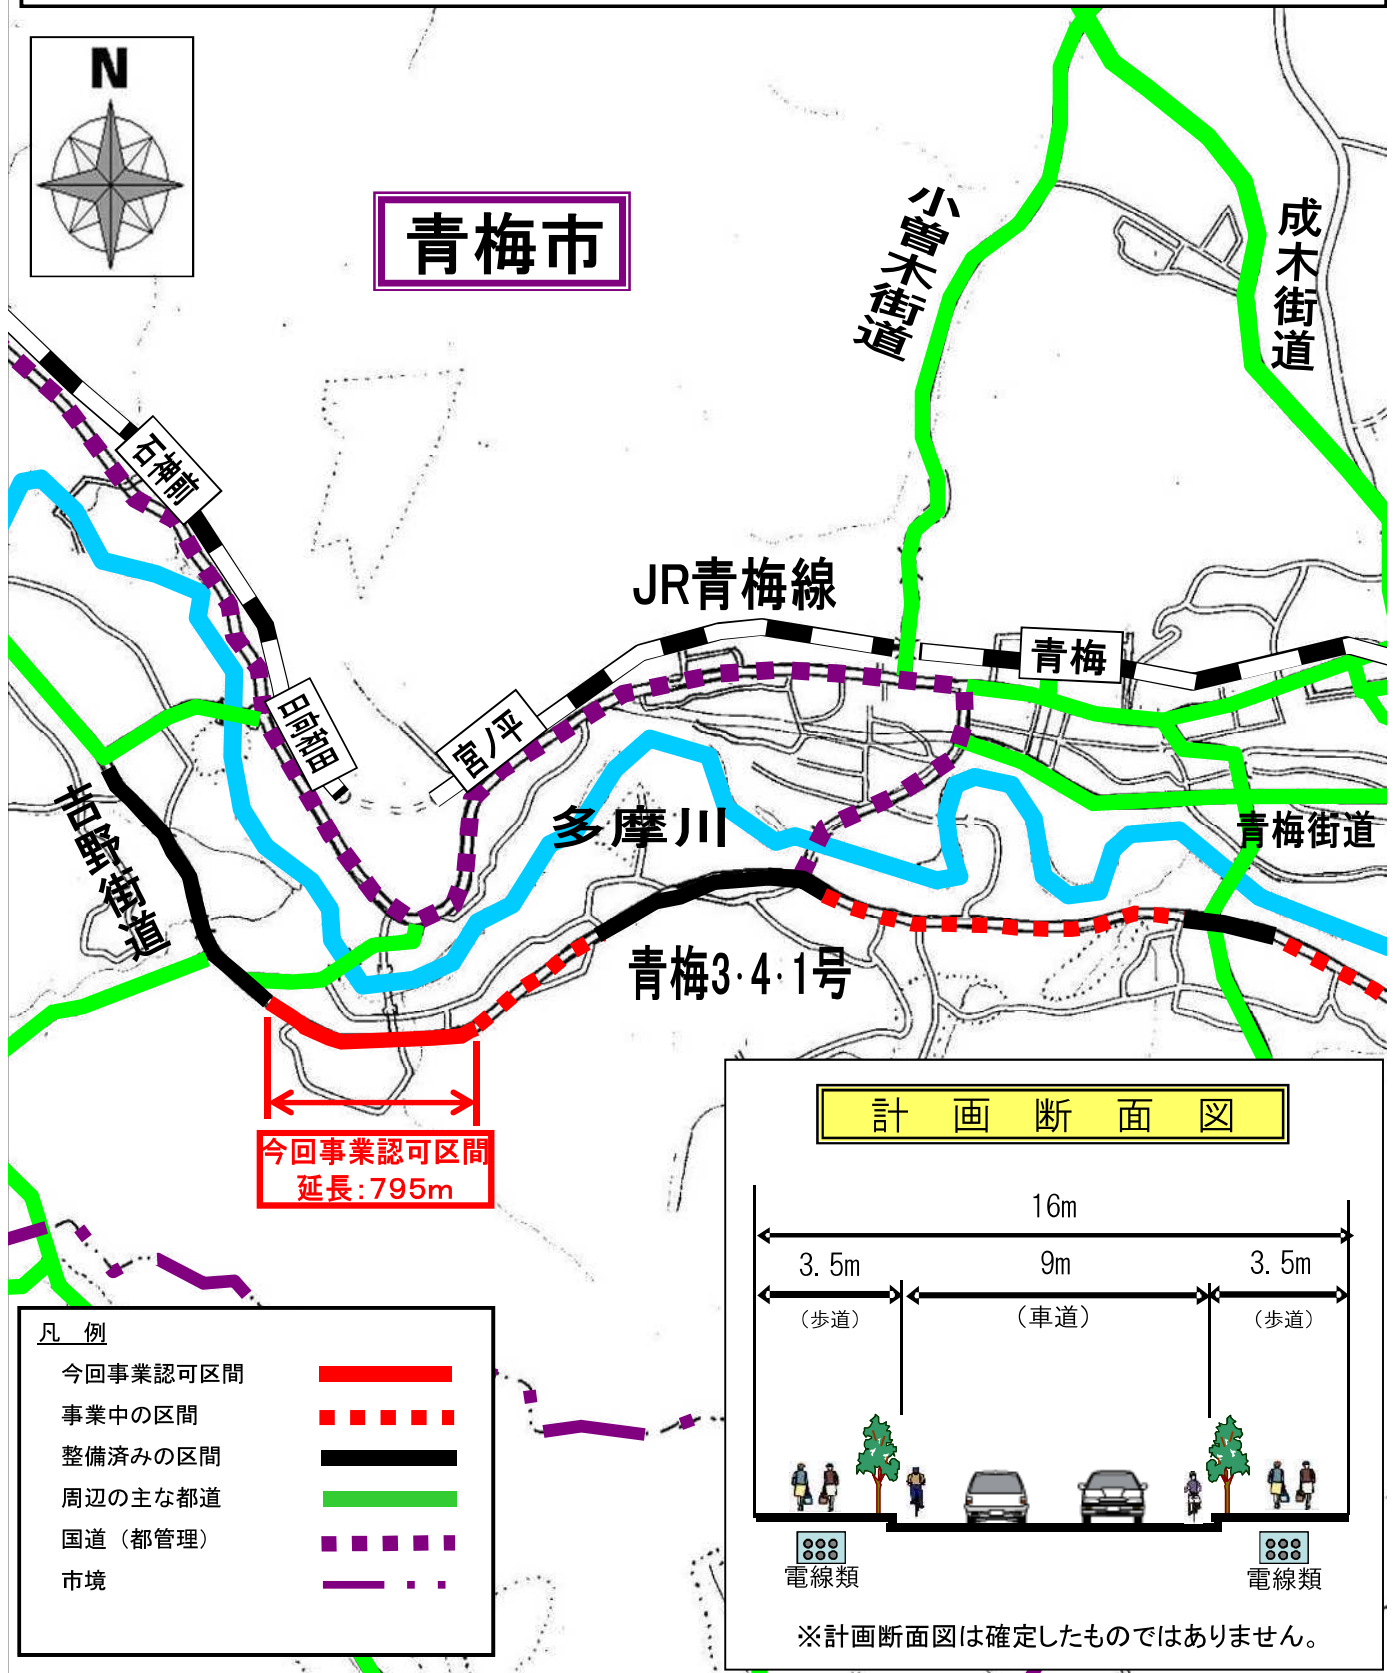 N
青梅市
小曽木街道
成木街道
石神前
JR青梅線
青梅
日向和田
宮ノ平
多摩川
吉野街道
青梅街道
青梅3・4・1号
今回事業認可区間
延長:795m
計画断面図
16m
3.5m
9m
3.5m
(歩道)
(車道)
(歩道)
電線類
電線類
※計画断面図は確定したものではありません。
凡 例
今回事業認可区間
事業中の区間
整備済みの区間
周辺の主な都道
国道（都管理）
市境